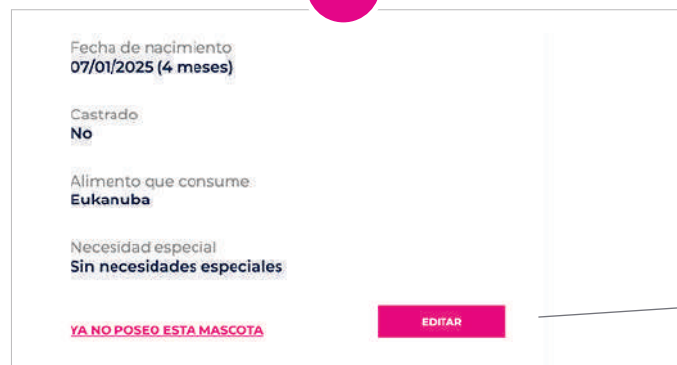 Fecha de nacimiento
07/01/2025 (4 meses)
Castrado
No
Alimento que consume
Eukanuba
Necesidad especial
Sin necesidades especiales
YA NO POSEO ESTA MASCOTA
EDITAR